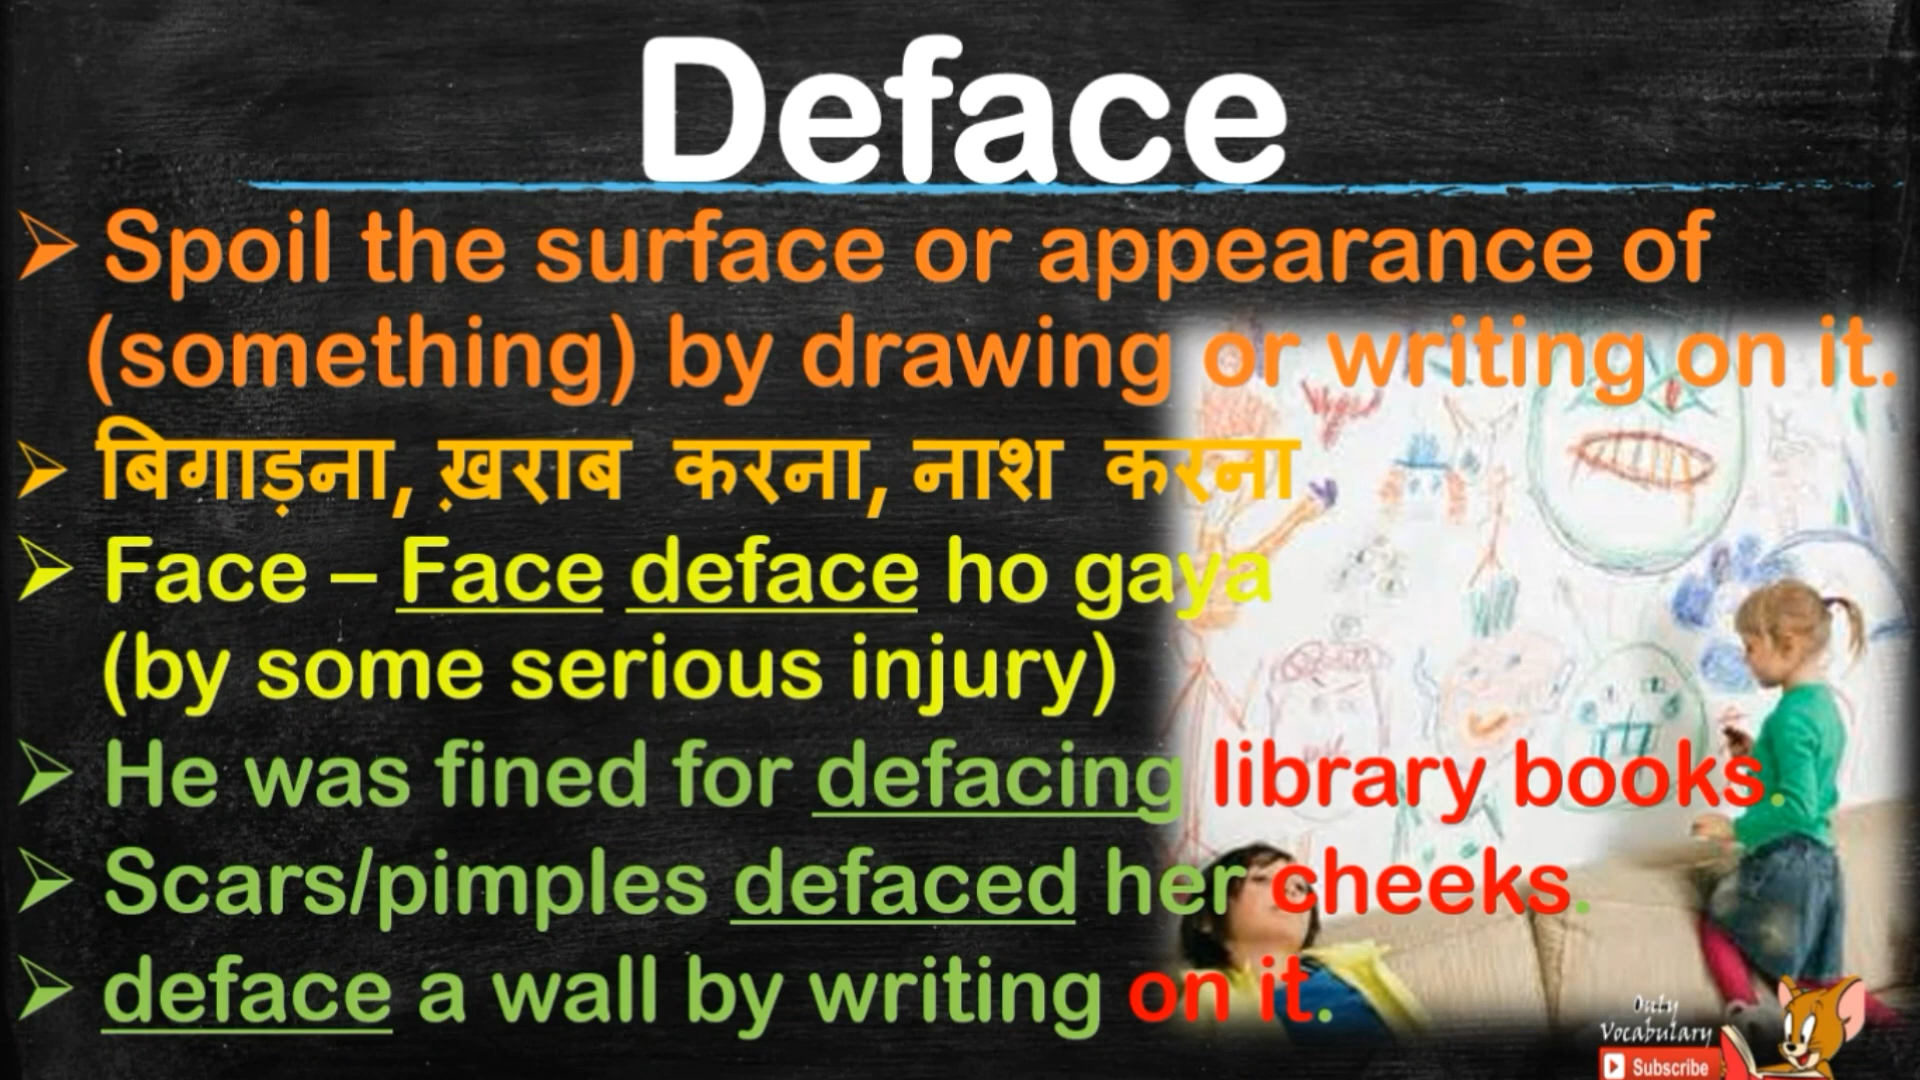 Deface
Spoil the surface or appearance of
(something) by drawing or writing on it.
बिगाड़ना, ख़राब करना, नाश करना
Face – Face deface ho gaya
(by some serious injury)
He was fined for defacing library books.
Scars/pimples defaced her cheeks.
deface a wall by writing on it.
Only
Vocabulary
Subscribe